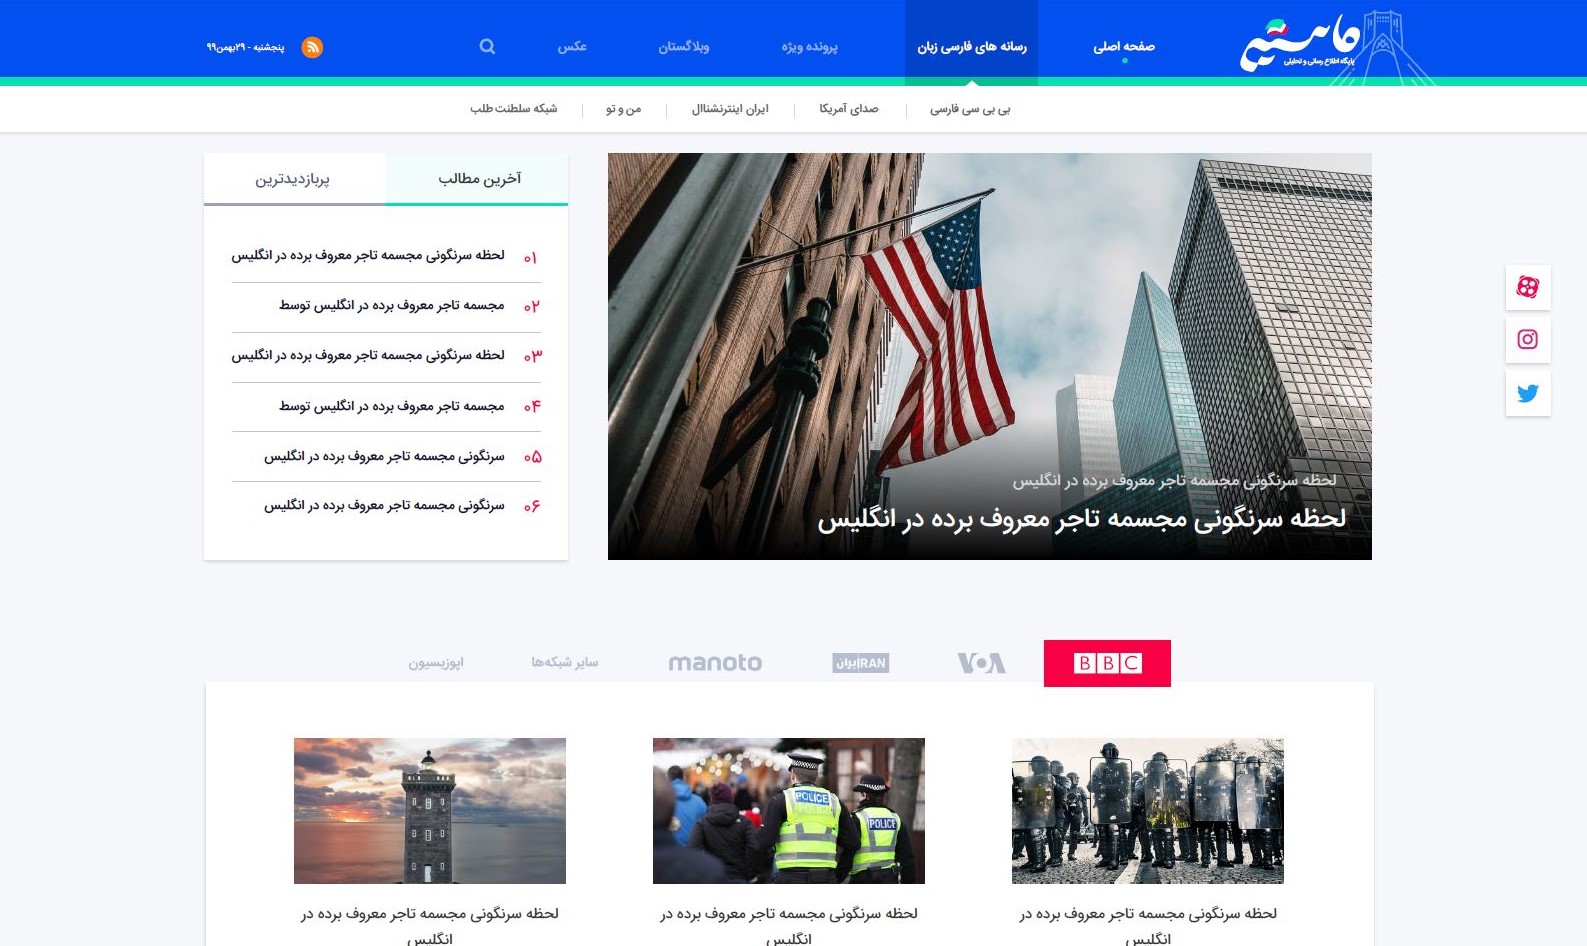 فارسیم
پایگاه اطلاع رسانی و تحلیلی
صفحه اصلی
رسانه های فارسی زبان
پرونده ویژه
وبلاگستان
عکس
پنجشنبه - ۲۹بهمن۹۹
بی بی سی فارسی
صدای آمریکا
ایران اینترنشناال
من و تو
شبکه سلطنت طلب
لحظه سرنگونی مجسمه تاجر معروف برده در انگلیس
لحظه سرنگونی مجسمه تاجر معروف برده در انگلیس
آخرین مطالب
پربازدیدترین
۰۱ لحظه سرنگونی مجسمه تاجر معروف برده در انگلیس
۰۲ مجسمه تاجر معروف برده در انگلیس توسط
۰۳ لحظه سرنگونی مجسمه تاجر معروف برده در انگلیس
۰۴ مجسمه تاجر معروف برده در انگلیس توسط
۰۵ سرنگونی مجسمه تاجر معروف برده در انگلیس
۰۶ سرنگونی مجسمه تاجر معروف برده در انگلیس
BBC
VOA
ایران IRAN
manoto
سایر شبکه‌ها
اپوزیسیون
POLICE
POLICE
لحظه سرنگونی مجسمه تاجر معروف برده در
انگلیس
لحظه سرنگونی مجسمه تاجر معروف برده در
انگلیس
لحظه سرنگونی مجسمه تاجر معروف برده در
انگلیس